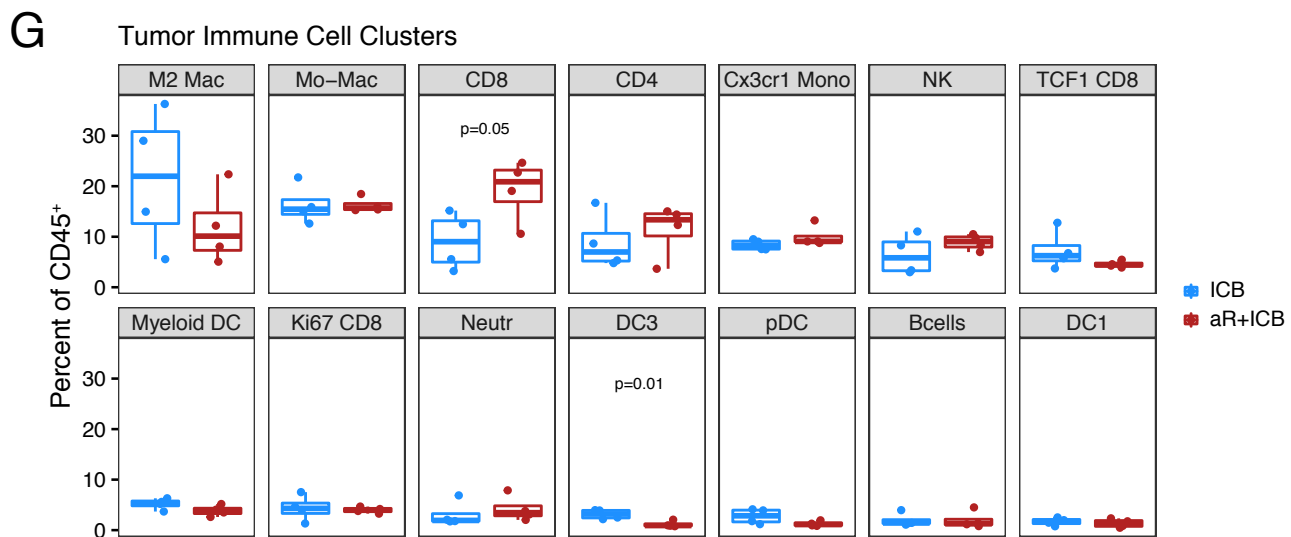 G
Tumor Immune Cell Clusters
M2 Mac Mo−Mac CD8 CD4 Cx3cr1 Mono NK TCF1 CD8
p=0.05
30
20
10
0
Percent of CD45+
ICB
aR+ICB
Myeloid DC Ki67 CD8 Neutr DC3 pDC Bcells DC1
p=0.01
30
20
10
0